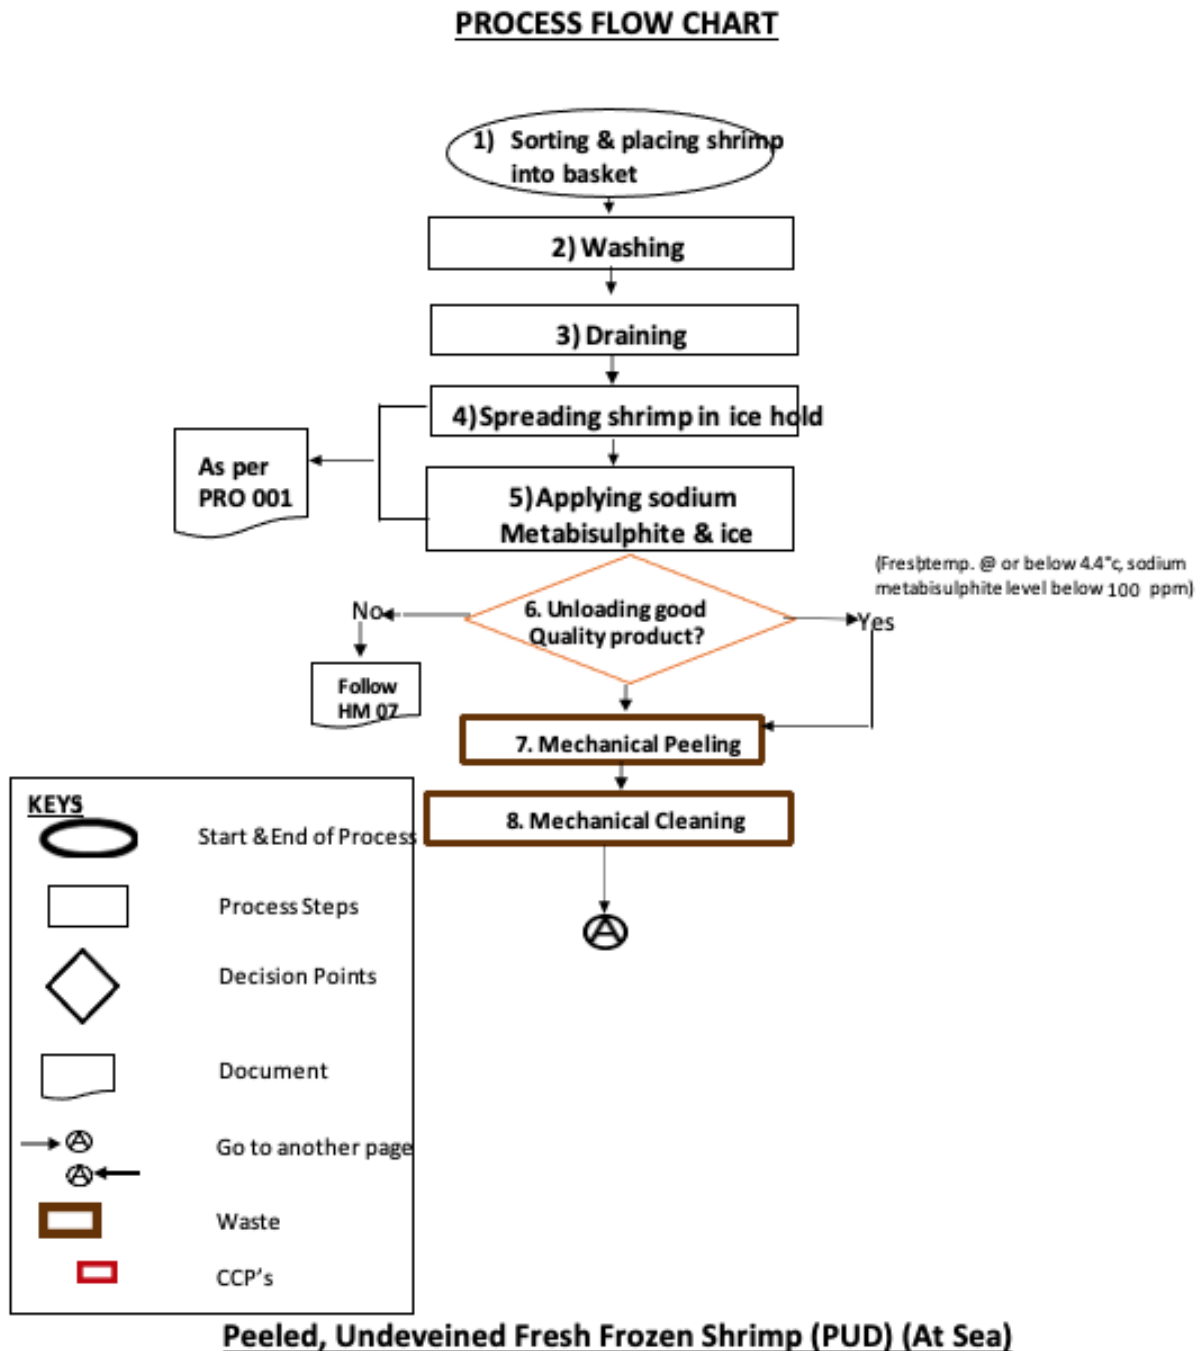 PROCESS FLOW CHART
1) Sorting & placing shrimp
into basket
2) Washing
3) Draining
4) Spreading shrimp in ice hold
As per
PRO 001
5) Applying sodium
Metabisulphite & ice
(Fresh temp. @ or below 4.4°c, sodium
metabisulphite level below 100 ppm)
6. Unloading good
Quality product?
No
Yes
Follow
HM 07
7. Mechanical Peeling
8. Mechanical Cleaning
A
KEYS
Start & End of Process
Process Steps
Decision Points
Document
A
A
Go to another page
Waste
CCP's
Peeled, Undeveined Fresh Frozen Shrimp (PUD) (At Sea)